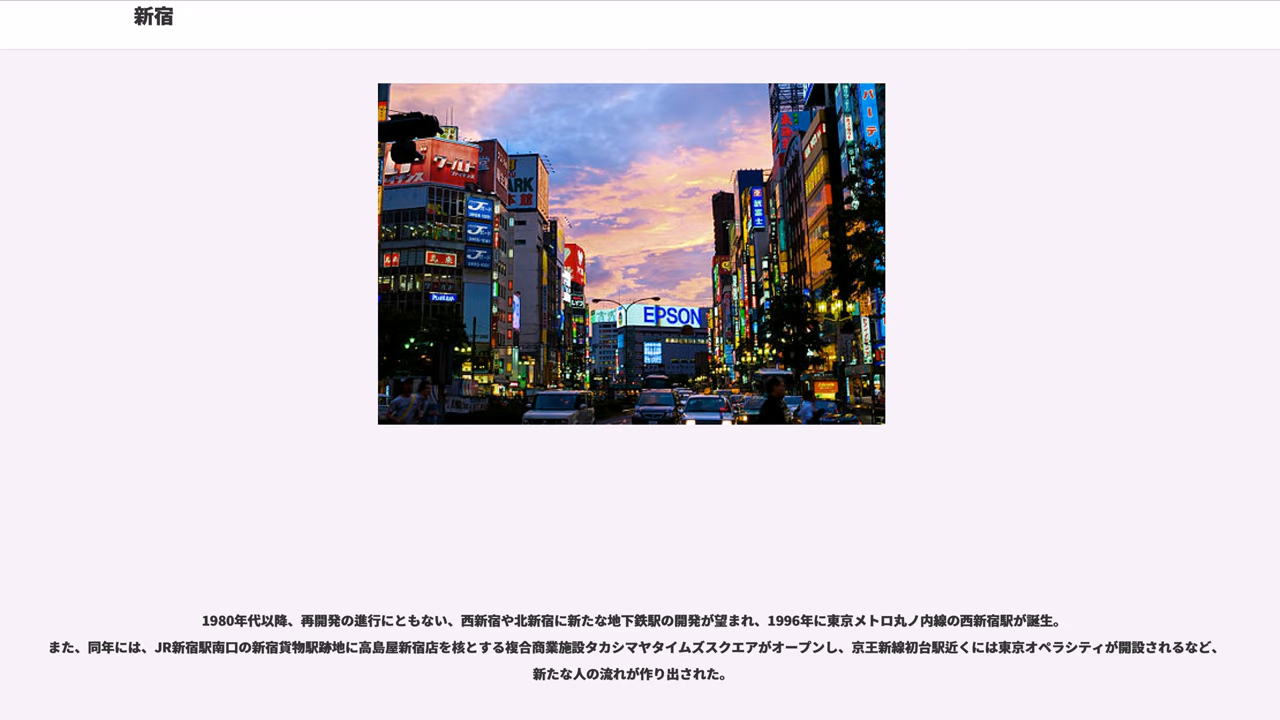 新宿
ワールド
ARK
本館
EPSON
1980年代以降、再開発の進行にともない、西新宿や北新宿に新たな地下鉄駅の開発が望まれ、1996年に東京メトロ丸ノ内線の西新宿駅が誕生。
また、同年には、JR新宿駅南口の新宿貨物駅跡地に高島屋新宿店を核とする複合商業施設タカシマヤタイムズスクエアがオープンし、京王新線初台駅近くには東京オペラシティが開設されるなど、
新たな人の流れが作り出された。